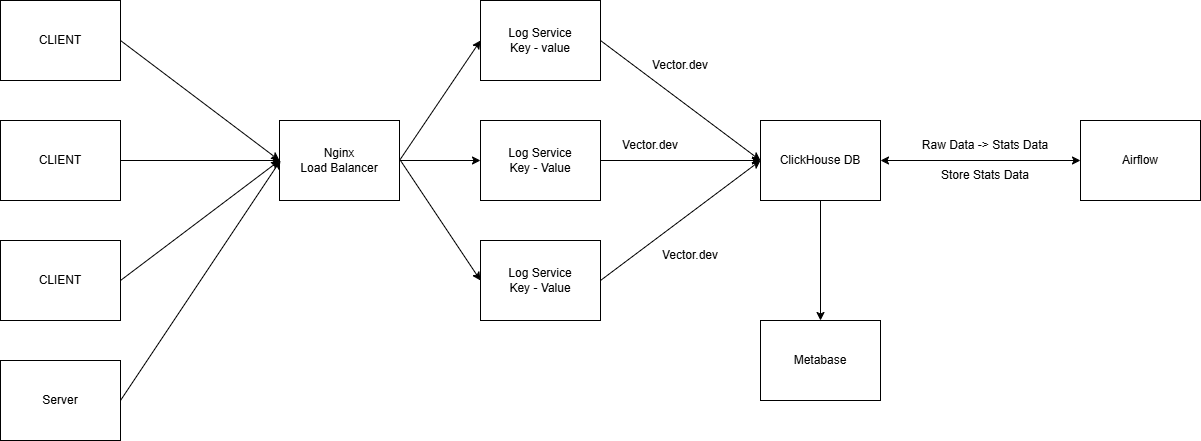 CLIENT
CLIENT
CLIENT
Server
Nginx
Load Balancer
Log Service
Key - value
Log Service
Key - Value
Log Service
Key - Value
Vector.dev
Vector.dev
Vector.dev
ClickHouse DB
Raw Data -> Stats Data
Store Stats Data
Airflow
Metabase